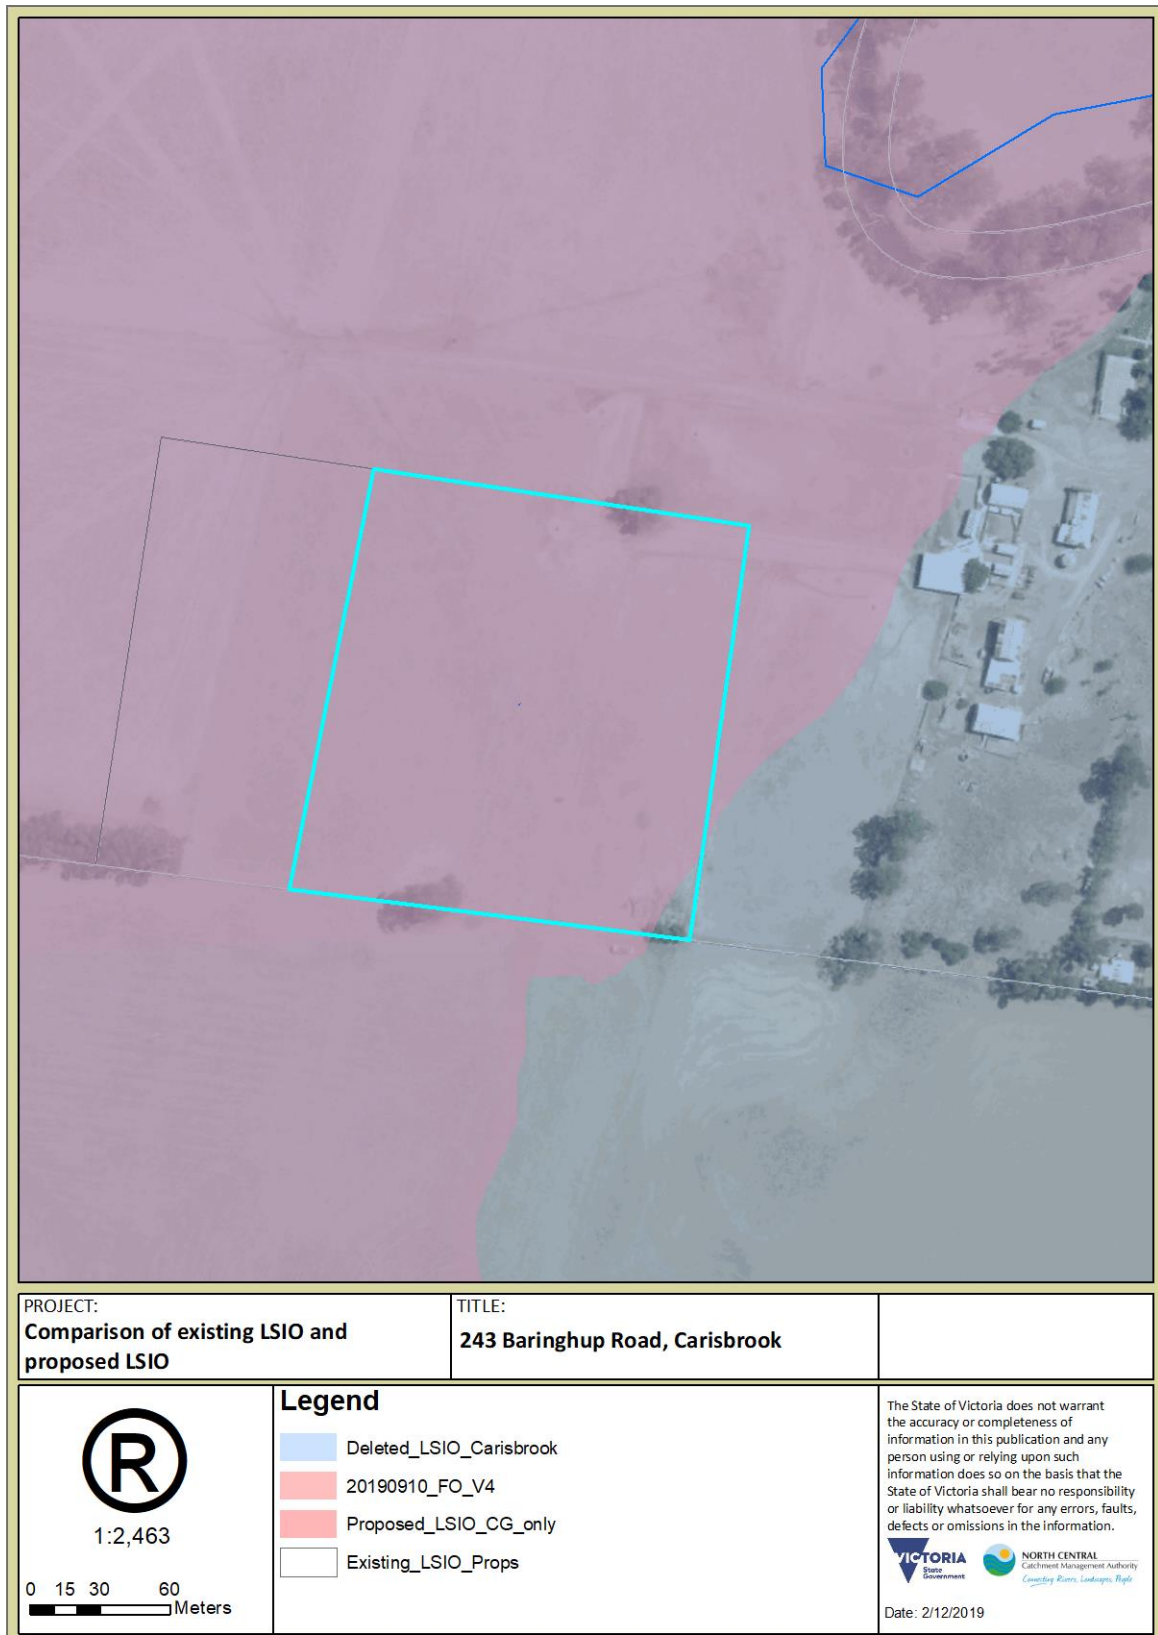 PROJECT:
Comparison of existing LSIO and
proposed LSIO
TITLE:
243 Baringhup Road, Carisbrook
R
1:2,463
0 15 30 60
Meters
Legend
Deleted_LSIO_Carisbrook
20190910_FO_V4
Proposed_LSIO_CG_only
Existing_LSIO_Props
The State of Victoria does not warrant
the accuracy or completeness of
information in this publication and any
person using or relying upon such
information does so on the basis that the
State of Victoria shall bear no responsibility
or liability whatsoever for any errors, faults,
defects or omissions in the information.
VICTORIA
State
Government
NORTH CENTRAL
Catchment Management Authority
Connecting Rivers, Landscapes, People
Date: 2/12/2019